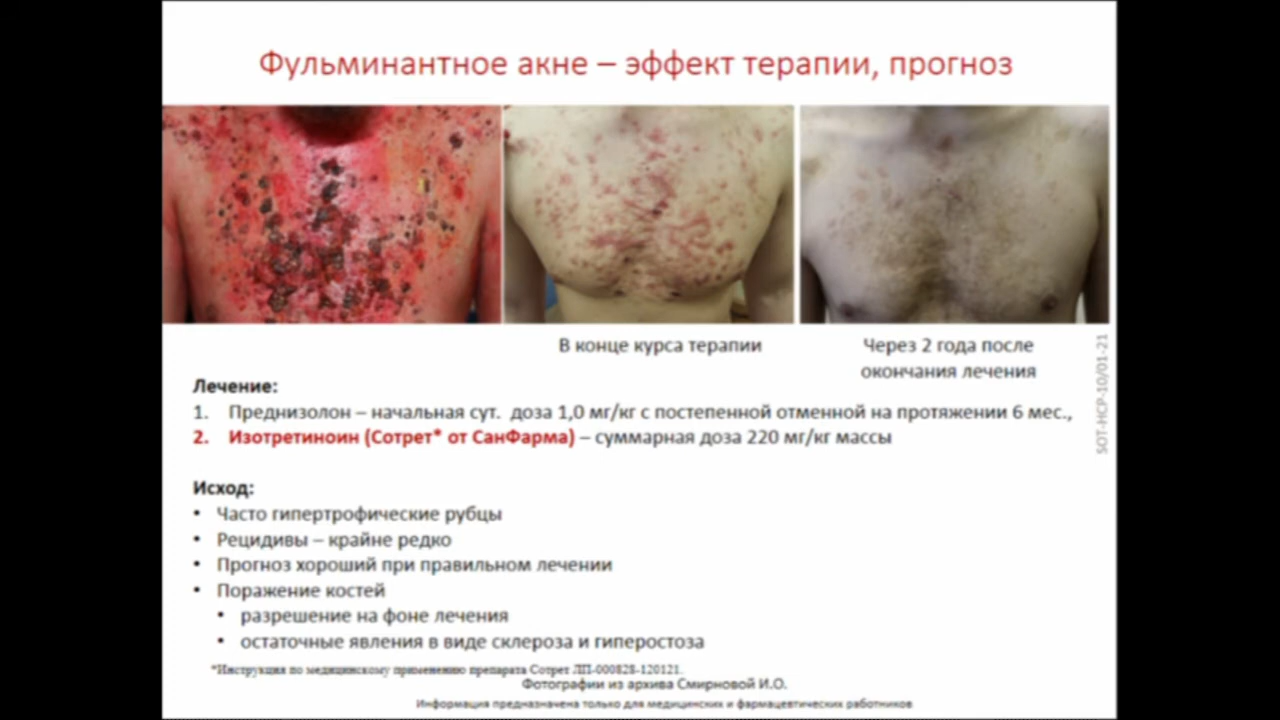 Фульминантное акне – эффект терапии, прогноз
В конце курса терапии
Через 2 года после
окончания лечения
SOT-HCP-10/01-21
Лечение:
1. Преднизолон – начальная сут. доза 1,0 мг/кг с постепенной отменной на протяжении 6 мес.,
2. Изотретиноин (Сотрет* от СанФарма) – суммарная доза 220 мг/кг массы
Исход:
• Часто гипертрофические рубцы
• Рецидивы – крайне редко
• Прогноз хороший при правильном лечении
• Поражение костей
• разрешение на фоне лечения
• остаточные явления в виде склероза и гиперостоза
*Инструкция по медицинскому применению препарата Сотрет ЛП-000828-120121.
Фотографии из архива Смирновой И.О.
Информация предназначена только для медицинских и фармацевтических работников